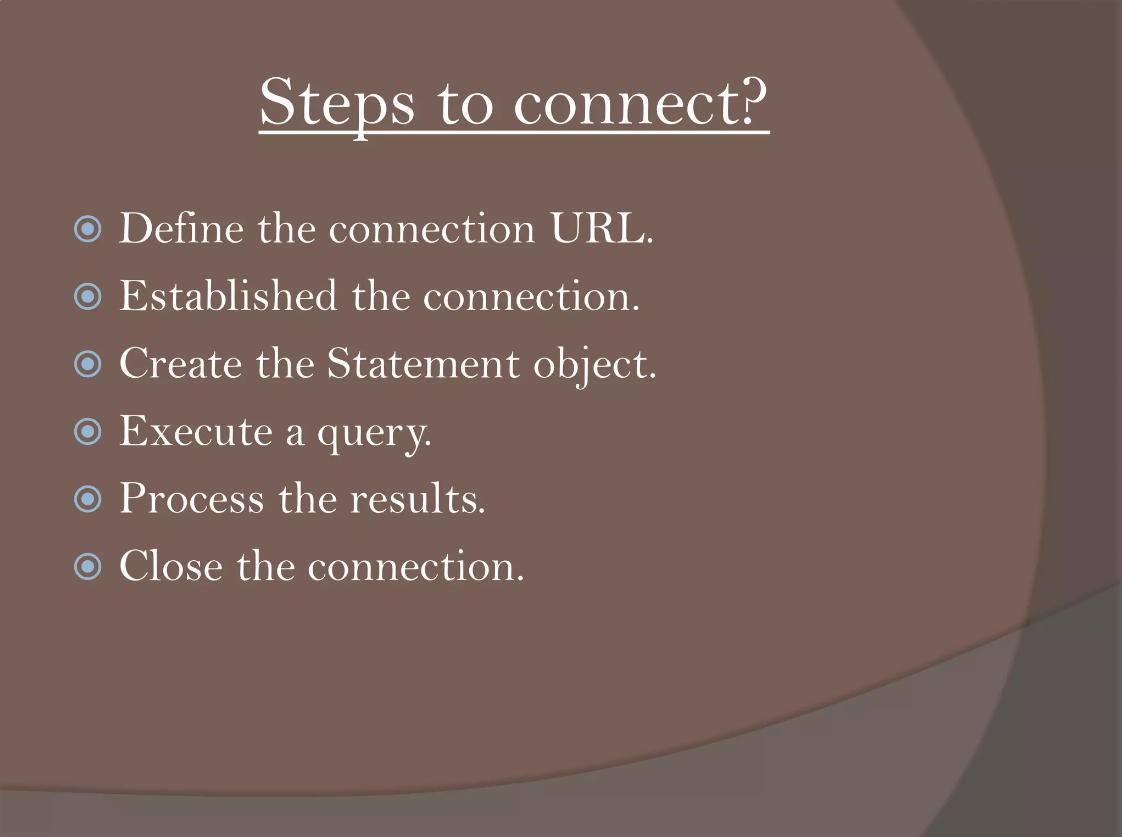 Steps to connect?
Define the connection URL.
Established the connection.
Create the Statement object.
Execute a query.
Process the results.
Close the connection.